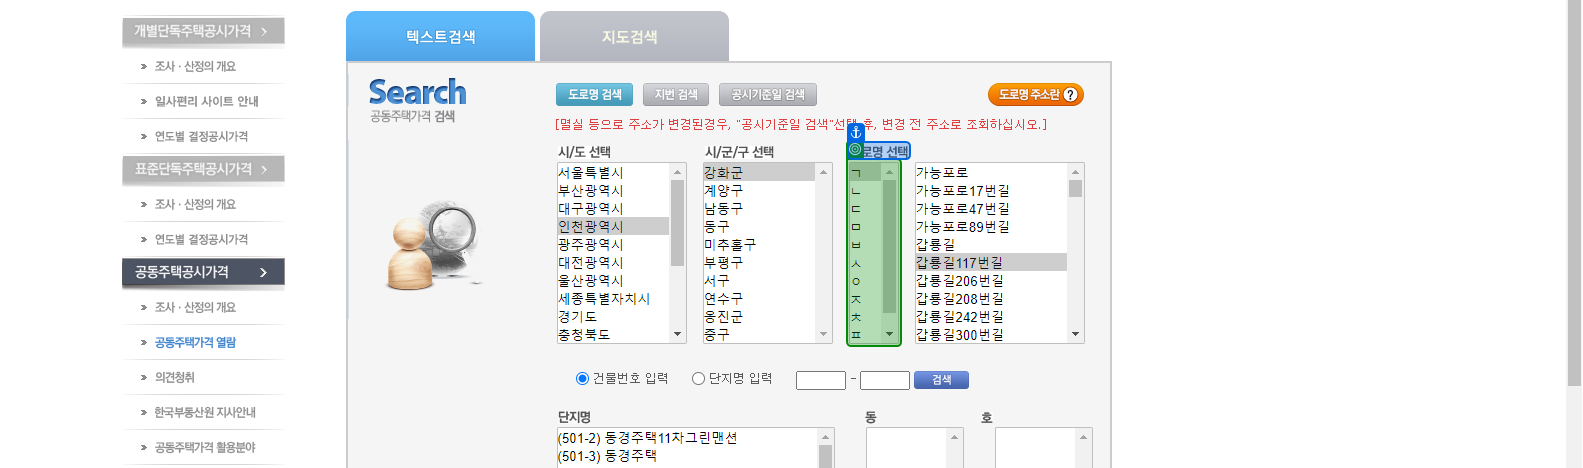 개별단독주택공시가격
조사 · 산정의 개요
일사편리 사이트 안내
연도별 결정공시가격
표준단독주택공시가격
조사 · 산정의 개요
연도별 결정공시가격
공동주택공시가격
조사 · 산정의 개요
공동주택가격 열람
의견청취
한국부동산원 지사안내
공동주택가격 활용분야
텍스트검색
지도검색
Search
공동주택가격 검색
도로명 검색
지번 검색
공시기준일 검색
도로명 주소란 ?
[멸실 등으로 주소가 변경된경우, "공시기준일 검색"선택 후, 변경 전 주소로 조회하십시오.]
시/도 선택
서울특별시
부산광역시
대구광역시
인천광역시
광주광역시
대전광역시
울산광역시
세종특별자치시
경기도
충청북도
시/군/구 선택
강화군
계양구
남동구
동구
미추홀구
부평구
서구
연수구
옹진군
중구
로명 선택
ㄱ
ㄴ
ㄷ
ㅁ
ㅂ
ㅅ
ㅇ
ㅈ
ㅊ
ㅍ
가능포로
가능포로17번길
가능포로47번길
가능포로89번길
갑룡길
갑룡길117번길
갑룡길206번길
갑룡길208번길
갑룡길242번길
갑룡길300번길
건물번호 입력
단지명 입력
-
검색
단지명
(501-2) 동경주택11차그린맨션
(501-3) 동경주택
동
호